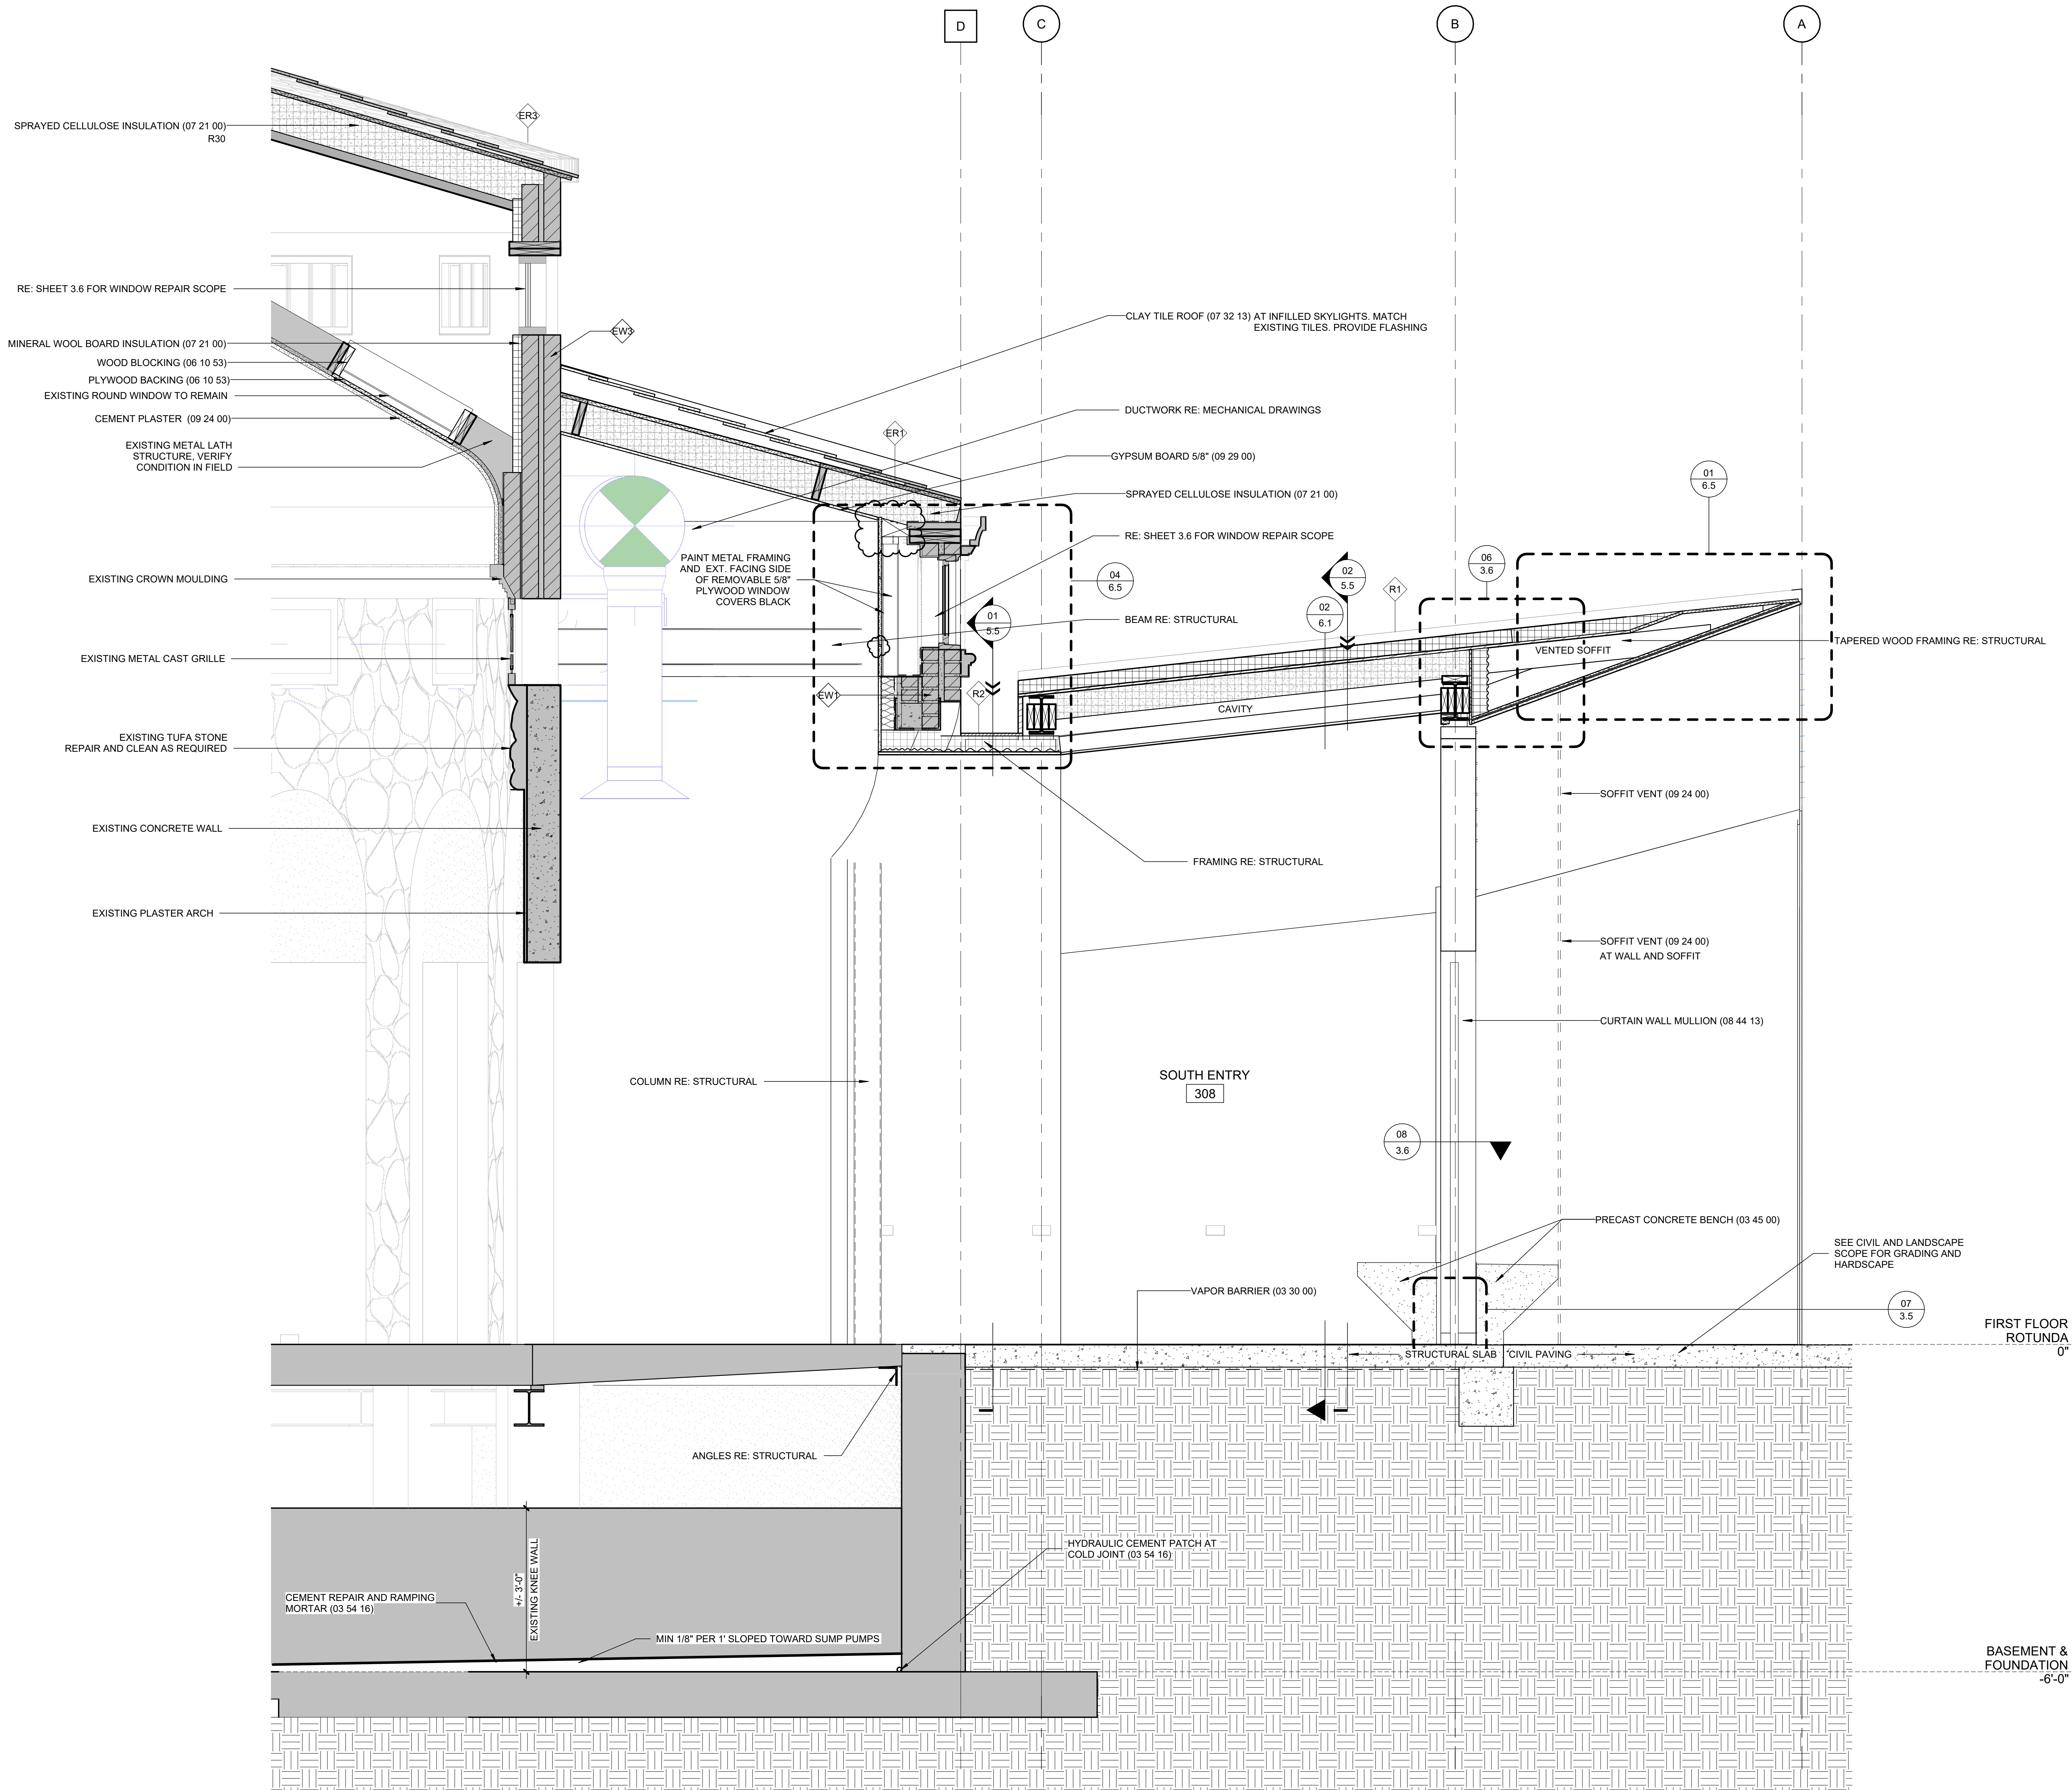 D
C
B
A
SPRAYED CELLULOSE INSULATION (07 21 00)
R30
ER3
RE: SHEET 3.6 FOR WINDOW REPAIR SCOPE
EW3
MINERAL WOOL BOARD INSULATION (07 21 00)
WOOD BLOCKING (06 10 53)
PLYWOOD BACKING (06 10 53)
EXISTING ROUND WINDOW TO REMAIN
CEMENT PLASTER (09 24 00)
EXISTING METAL LATH
STRUCTURE, VERIFY
CONDITION IN FIELD
EXISTING CROWN MOULDING
EXISTING METAL CAST GRILLE
EXISTING TUFA STONE
REPAIR AND CLEAN AS REQUIRED
EXISTING CONCRETE WALL
EXISTING PLASTER ARCH
CLAY TILE ROOF (07 32 13) AT INFILLED SKYLIGHTS. MATCH
EXISTING TILES. PROVIDE FLASHING
DUCTWORK RE: MECHANICAL DRAWINGS
ER1
GYPSUM BOARD 5/8" (09 29 00)
SPRAYED CELLULOSE INSULATION (07 21 00)
RE: SHEET 3.6 FOR WINDOW REPAIR SCOPE
PAINT METAL FRAMING
AND EXT. FACING SIDE
OF REMOVABLE 5/8"
PLYWOOD WINDOW
COVERS BLACK
04
6.5
BEAM RE: STRUCTURAL
01
5.5
EW1
R2
02
6.1
02
5.5
R1
06
3.6
01
6.5
TAPERED WOOD FRAMING RE: STRUCTURAL
VENTED SOFFIT
CAVITY
SOFFIT VENT (09 24 00)
FRAMING RE: STRUCTURAL
SOFFIT VENT (09 24 00)
AT WALL AND SOFFIT
CURTAIN WALL MULLION (08 44 13)
COLUMN RE: STRUCTURAL
SOUTH ENTRY
308
08
3.6
PRECAST CONCRETE BENCH (03 45 00)
SEE CIVIL AND LANDSCAPE
SCOPE FOR GRADING AND
HARDSCAPE
VAPOR BARRIER (03 30 00)
07
3.5
FIRST FLOOR
ROTUNDA
0"
STRUCTURAL SLAB
CIVIL PAVING
ANGLES RE: STRUCTURAL
HYDRAULIC CEMENT PATCH AT
COLD JOINT (03 54 16)
+/- 3'-0"
EXISTING KNEE WALL
CEMENT REPAIR AND RAMPING
MORTAR (03 54 16)
MIN 1/8" PER 1' SLOPED TOWARD SUMP PUMPS
BASEMENT &
FOUNDATION
-6'-0"